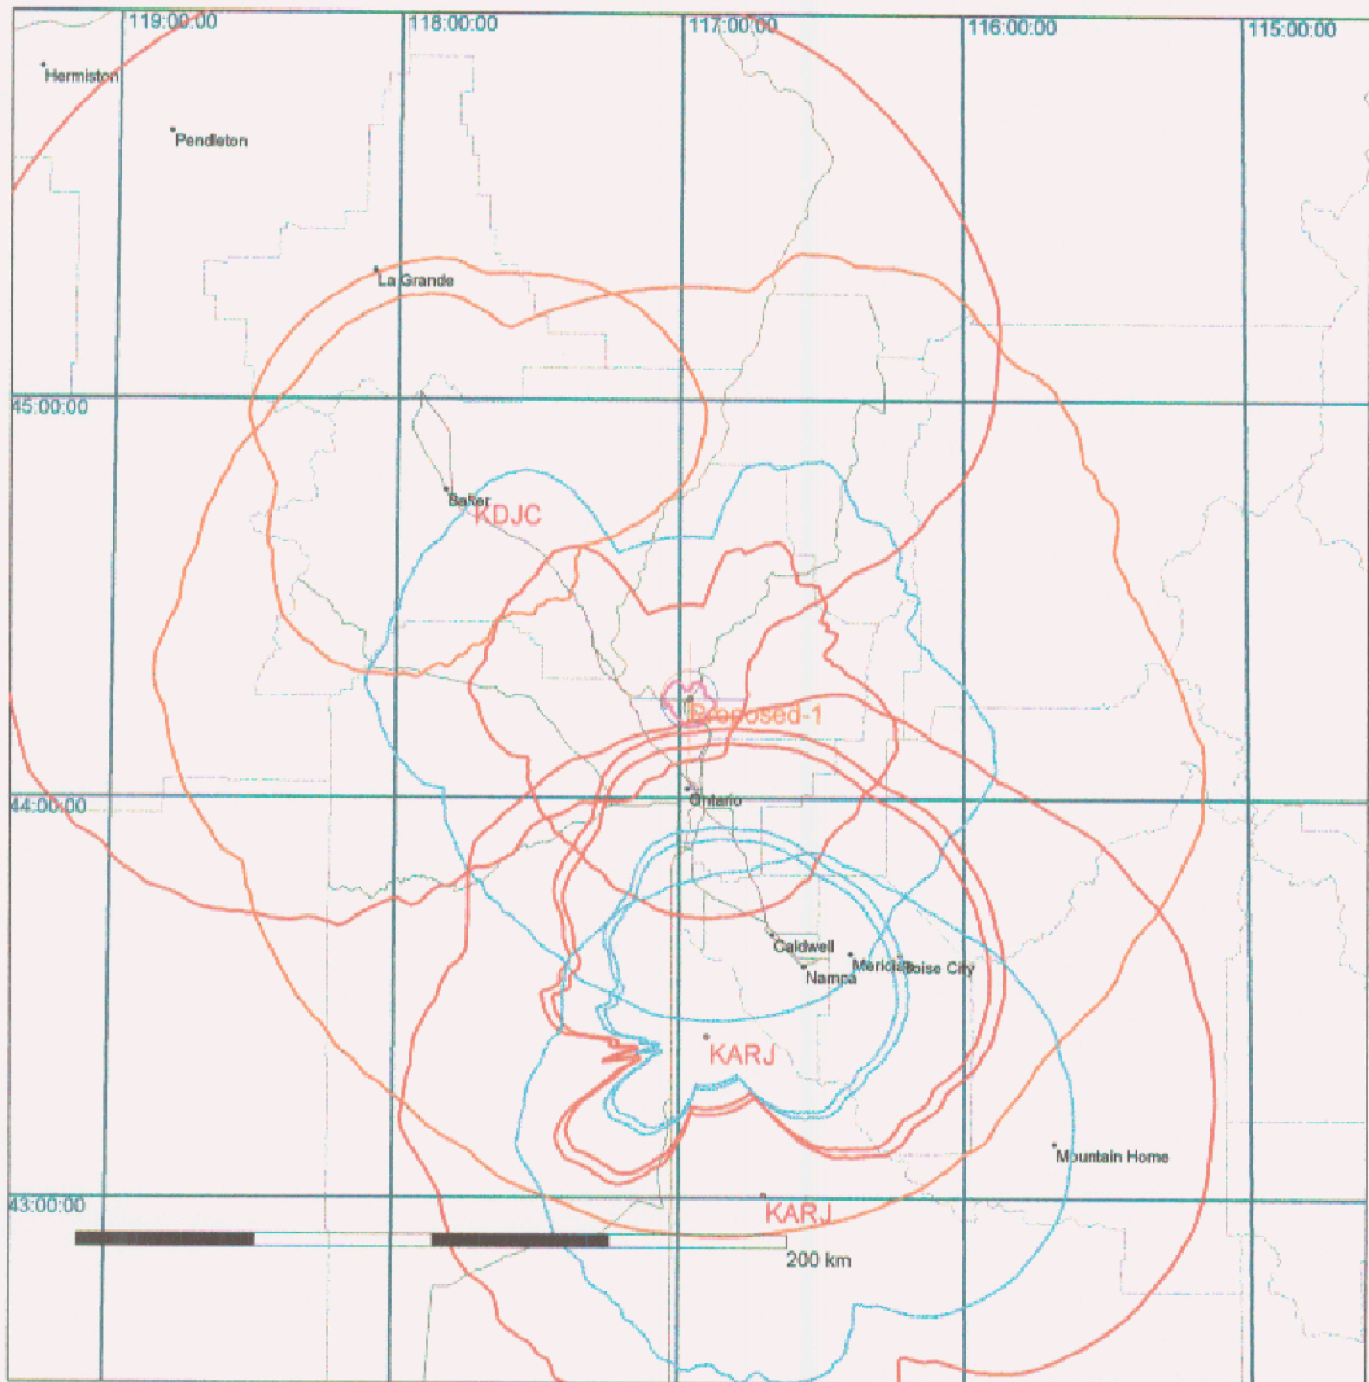 119:00:00
118:00:00
117:00:00
116:00:00
115:00:00
Hermiston
Pendleton
La Grande
45:00:00
Baker
KDJC
Proposed-1
44:00:00
Ontario
Caldwell
Meridian
Boise City
Nampa
KARJ
Mountain Home
43:00:00
KARJ
200 km